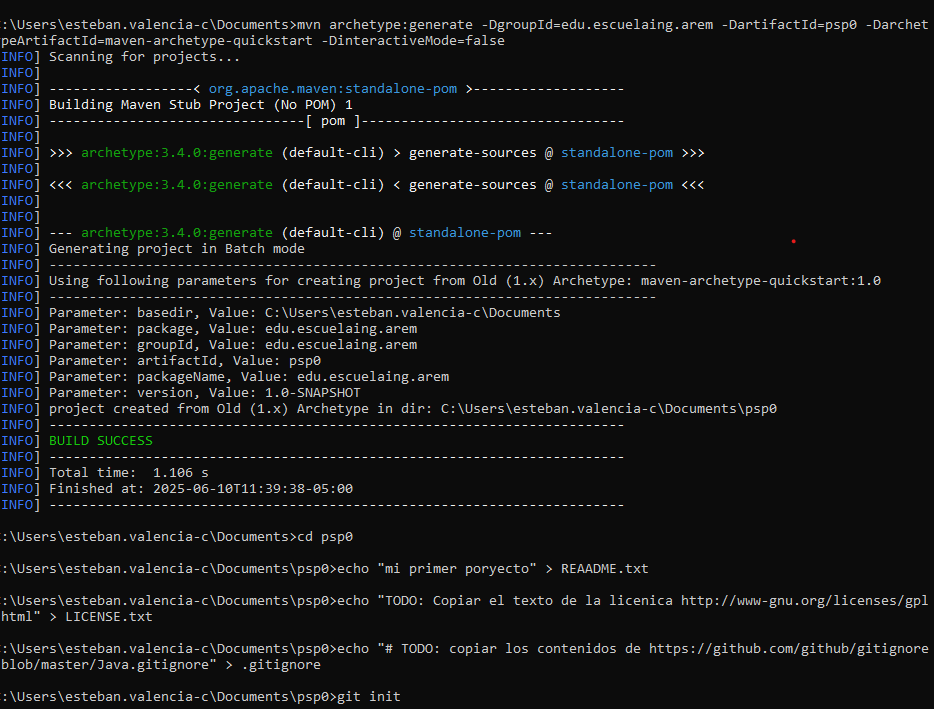 :\Users\esteban.valencia-c\Documents>mvn archetype:generate -DgroupId=edu.escuelaing.arem -DartifactId=psp0 -Darchet
peArtifactId=maven-archetype-quickstart -DinteractiveMode=false
INFO] Scanning for projects...
INFO]
INFO] ------------------< org.apache.maven:standalone-pom >-------------------
INFO] Building Maven Stub Project (No POM) 1
INFO] --------------------------------[ pom ]---------------------------------
INFO]
INFO] >>> archetype:3.4.0:generate (default-cli) > generate-sources @ standalone-pom >>>
INFO]
INFO] <<< archetype:3.4.0:generate (default-cli) < generate-sources @ standalone-pom <<<
INFO]
INFO]
INFO] --- archetype:3.4.0:generate (default-cli) @ standalone-pom ---
INFO] Generating project in Batch mode
INFO] ----------------------------------------------------------------------------
INFO] Using following parameters for creating project from Old (1.x) Archetype: maven-archetype-quickstart:1.0
INFO] ----------------------------------------------------------------------------
INFO] Parameter: basedir, Value: C:\Users\esteban.valencia-c\Documents
INFO] Parameter: package, Value: edu.escuelaing.arem
INFO] Parameter: groupId, Value: edu.escuelaing.arem
INFO] Parameter: artifactId, Value: psp0
INFO] Parameter: packageName, Value: edu.escuelaing.arem
INFO] Parameter: version, Value: 1.0-SNAPSHOT
INFO] project created from Old (1.x) Archetype in dir: C:\Users\esteban.valencia-c\Documents\psp0
INFO] ------------------------------------------------------------------------
INFO] BUILD SUCCESS
INFO] ------------------------------------------------------------------------
INFO] Total time:  1.106 s
INFO] Finished at: 2025-06-10T11:39:38-05:00
INFO] ------------------------------------------------------------------------
:\Users\esteban.valencia-c\Documents>cd psp0
:\Users\esteban.valencia-c\Documents\psp0>echo "mi primer poryecto" > REAADME.txt
:\Users\esteban.valencia-c\Documents\psp0>echo "TODO: Copiar el texto de la licenica http://www-gnu.org/licenses/gpl
html" > LICENSE.txt
:\Users\esteban.valencia-c\Documents\psp0>echo "# TODO: copiar los contenidos de https://github.com/github/gitignore
blob/master/Java.gitignore" > .gitignore
:\Users\esteban.valencia-c\Documents\psp0>git init